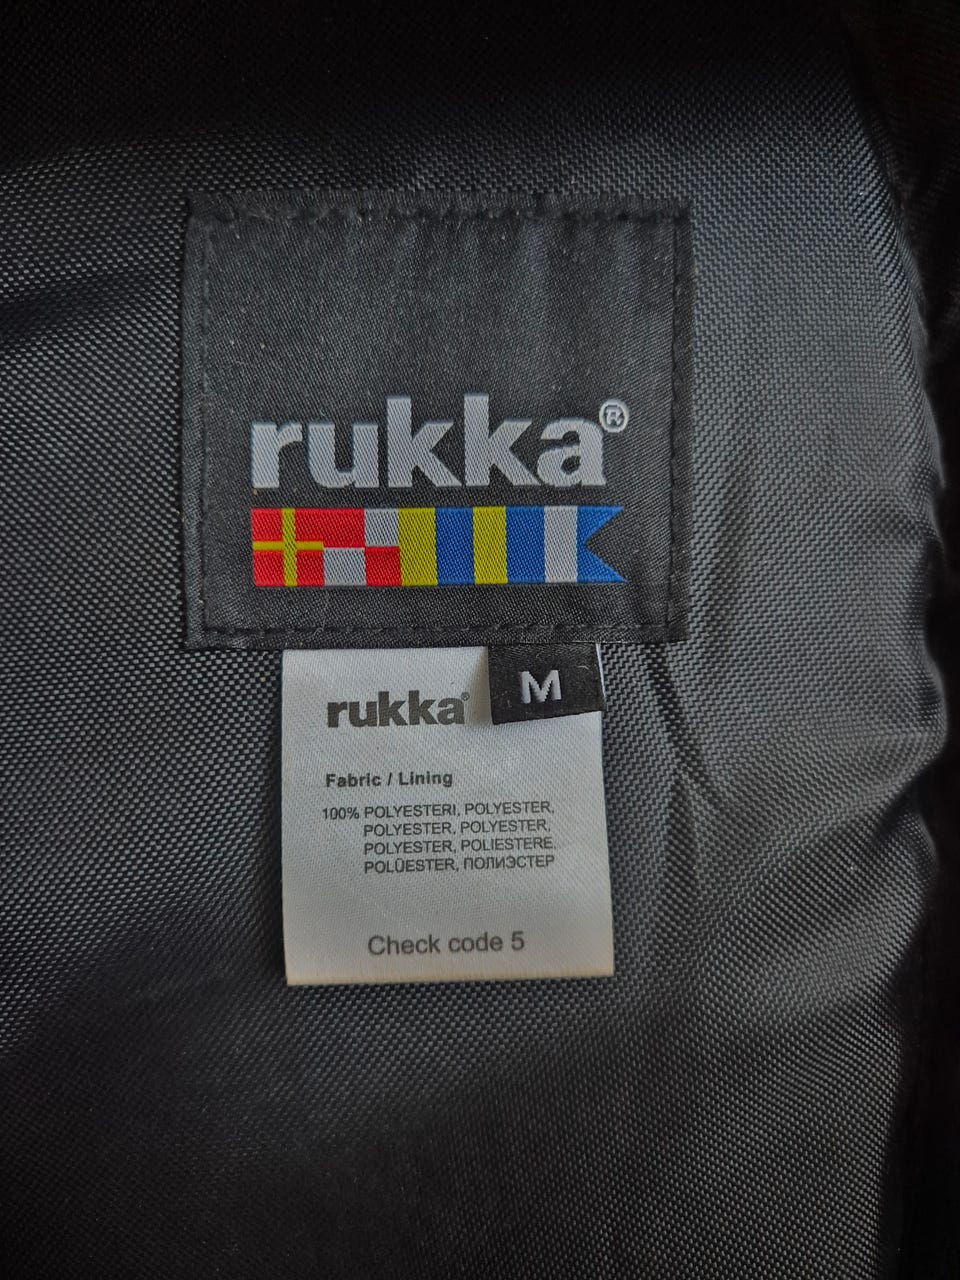 rukka®
M
rukka®
Fabric / Lining
100% POLYESTERI, POLYESTER,
POLYESTER, POLYESTER,
POLYESTER, POLIESTERE,
POLÜESTER, ПОЛИЭСТЕР
Check code 5